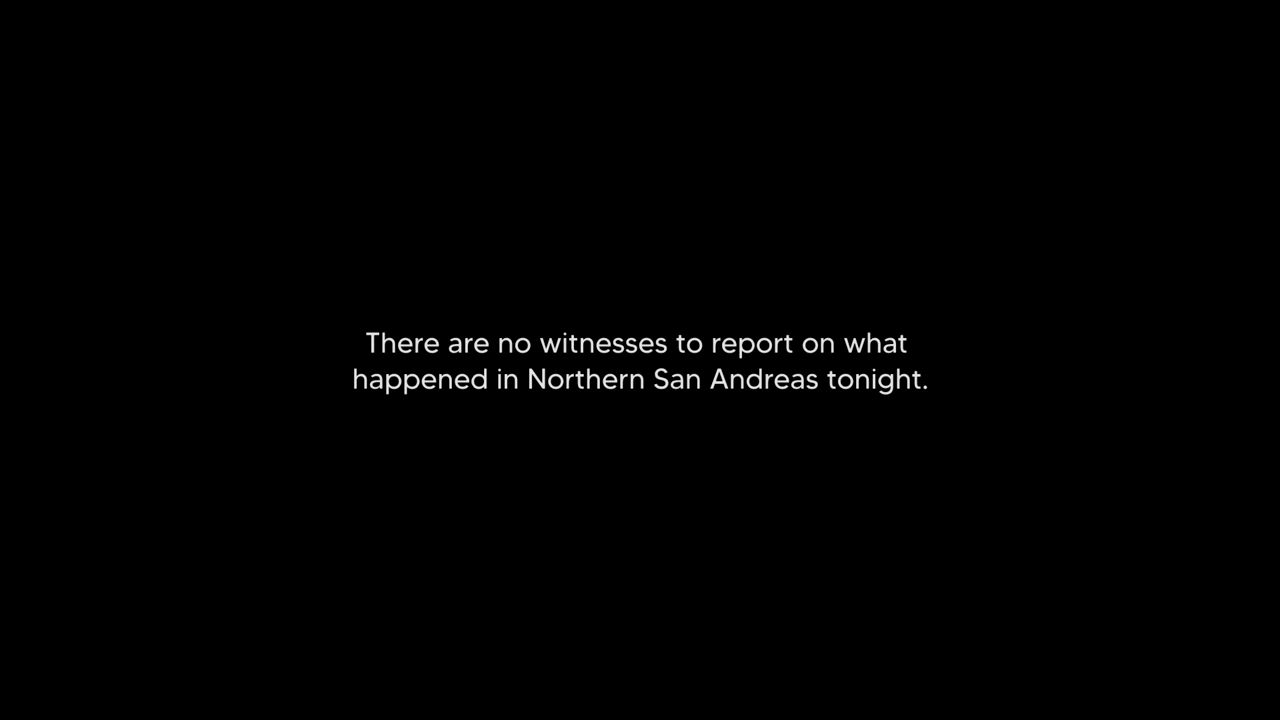 There are no witnesses to report on what
happened in Northern San Andreas tonight.